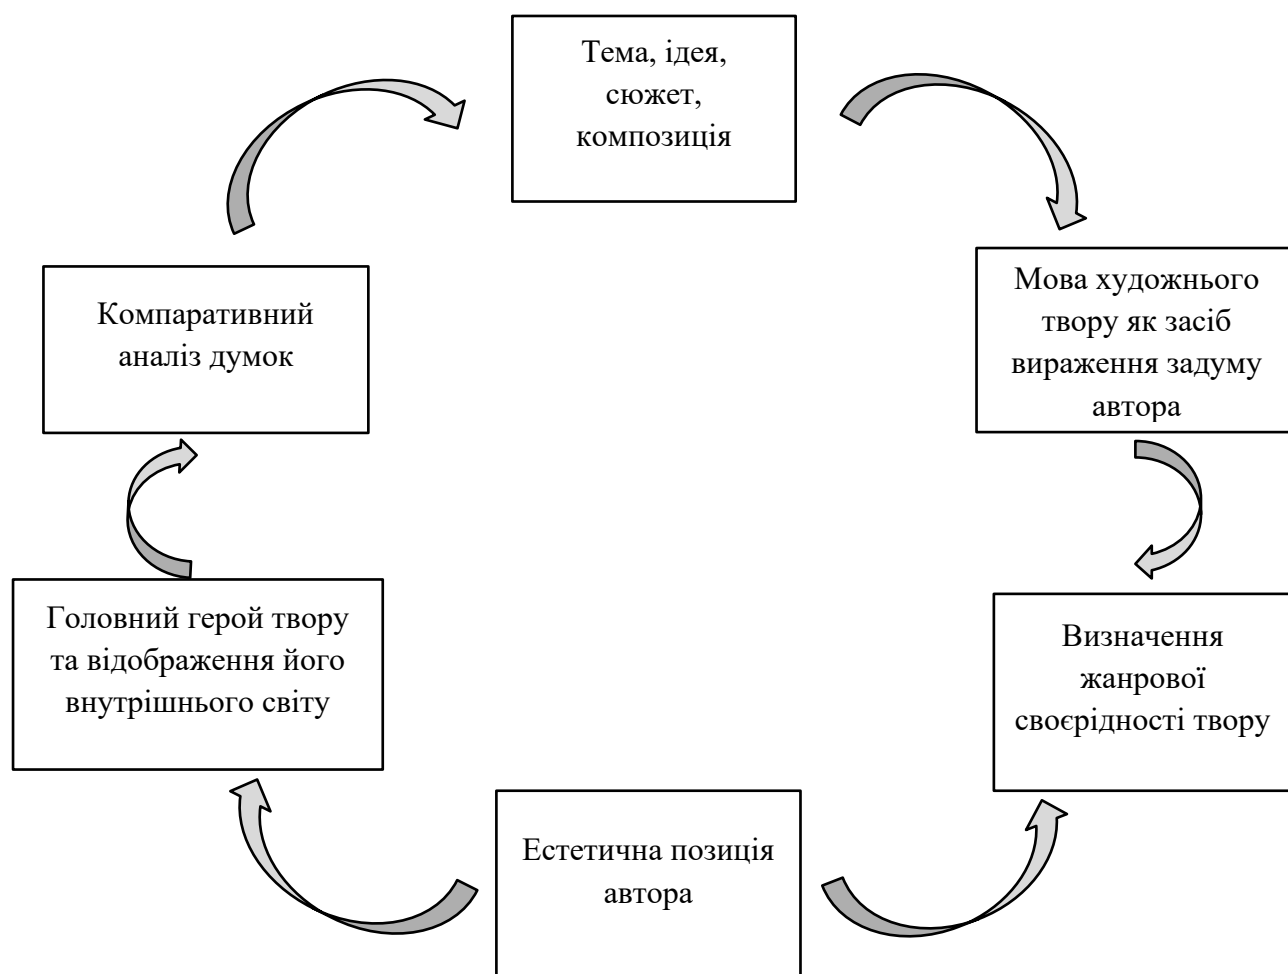 Тема, ідея,
сюжет,
композиція
Мова художнього
твору як засіб
вираження задуму
автора
Компаративний
аналіз думок
Головний герой твору
та відображення його
внутрішнього світу
Визначення
жанрової
своєрідності твору
Естетична позиція
автора